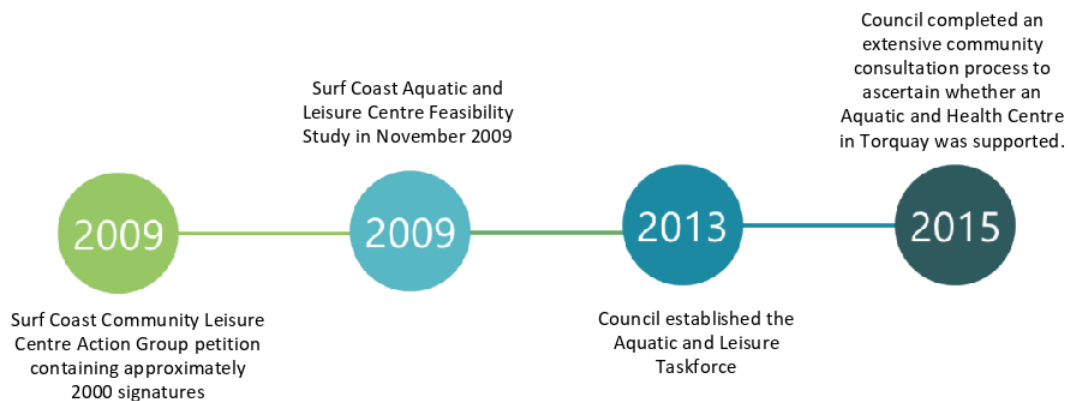 2009
Surf Coast Community Leisure
Centre Action Group petition
containing approximately
2000 signatures
Surf Coast Aquatic and
Leisure Centre Feasibility
Study in November 2009
2009
2013
Council established the
Aquatic and Leisure
Taskforce
Council completed an
extensive community
consultation process to
ascertain whether an
Aquatic and Health Centre
in Torquay was supported.
2015